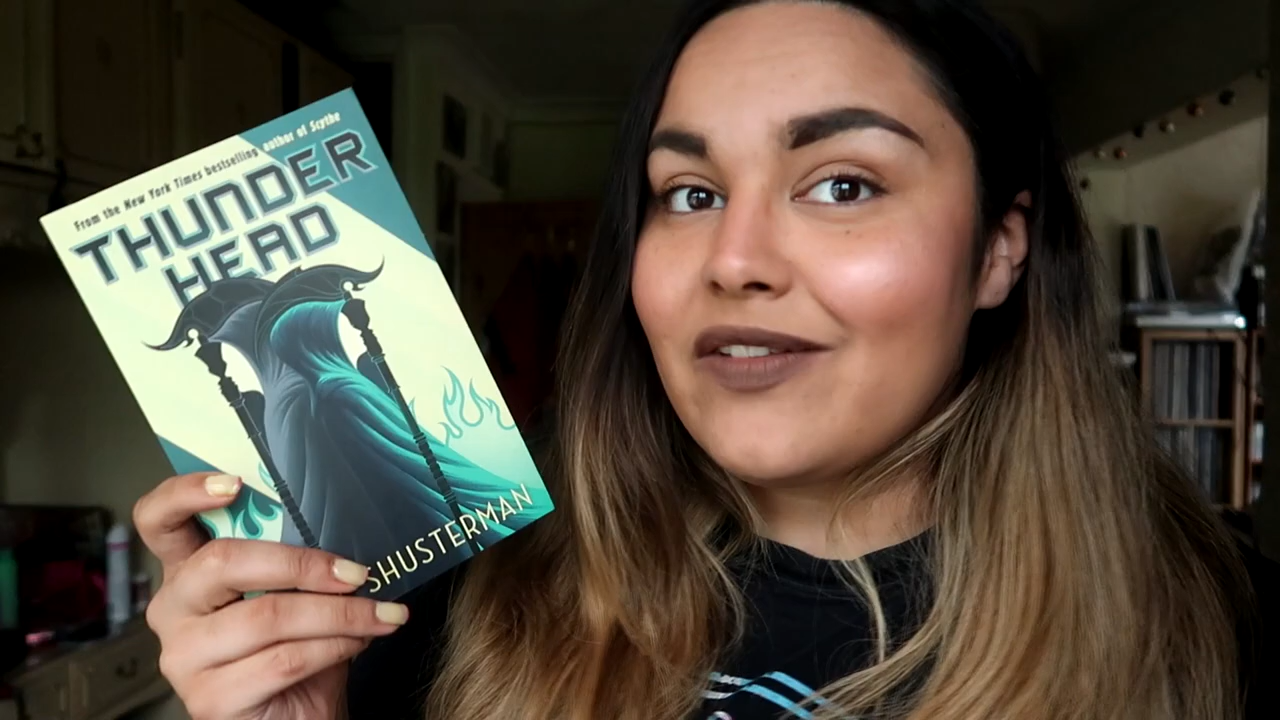 From the New York Times bestselling author of Scythe
THUNDER
HEAD
SHUSTERMAN